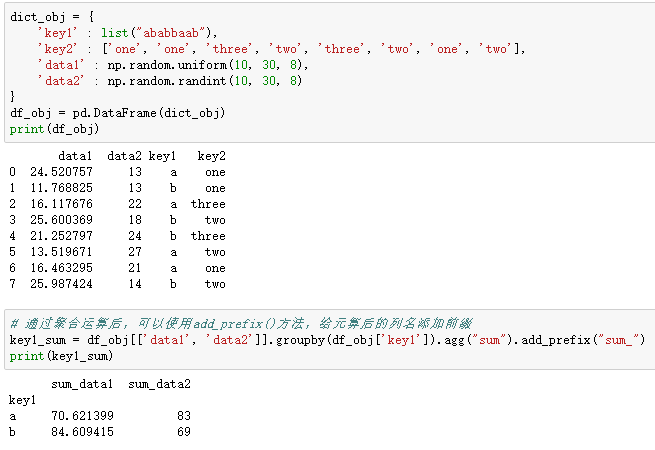 dict_obj = {
    'key1' : list("ababbaab"),
    'key2' : ['one', 'one', 'three', 'two', 'three', 'two', 'one', 'two'],
    'data1' : np.random.uniform(10, 30, 8),
    'data2' : np.random.randint(10, 30, 8)
}
df_obj = pd.DataFrame(dict_obj)
print(df_obj)
       data1  data2 key1   key2
0  24.520757     13    a    one
1  11.768825     13    b    one
2  16.117676     22    a  three
3  25.600369     18    b    two
4  21.252797     24    b  three
5  13.519671     27    a    two
6  16.463295     21    a    one
7  25.987424     14    b    two
# 通过聚合运算后，可以使用add_prefix()方法，给元算后的列名添加前缀
key1_sum = df_obj[['data1', 'data2']].groupby(df_obj['key1']).agg("sum").add_prefix("sum_")
print(key1_sum)
      sum_data1  sum_data2
key1
a     70.621399         83
b     84.609415         69